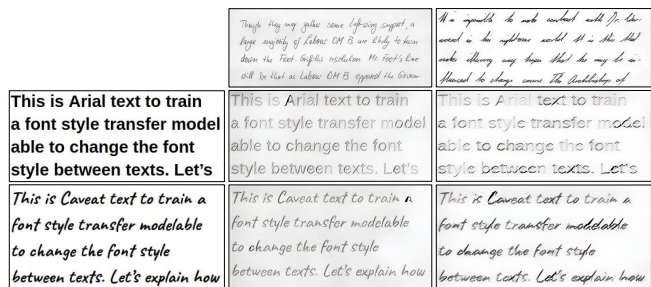 Though they may gather some Left-wing support, a
large majority of Labour OM Ps are likely to turn
down the Foot-Griffiths resolution. Mr. Foot's line
will be that as Labour OM Ps opposed the Govern
It is impossible to make contact with Dr.
in his righteous world. It is this that
makes any hope that he may be in-
fluenced to change course. The Archbishop of
This is Arial text to train
a font style transfer model
able to change the font
style between texts. Let's
This is Arial text to train
a font style transfer model
able to change the font
style between texts. Let's
This is Arial text to train
a font style transfer model
able to change the font
style between texts. Let's
This is Caveat text to train a
font style transfer modelable
to change the font style
between texts. Let's explain how
This is Caveat text to train a
font style transfer modelable
to change the font style
between texts. Let's explain how
This is Caveat text to train a
font style transfer modelable
to change the font style
between texts. Let's explain how